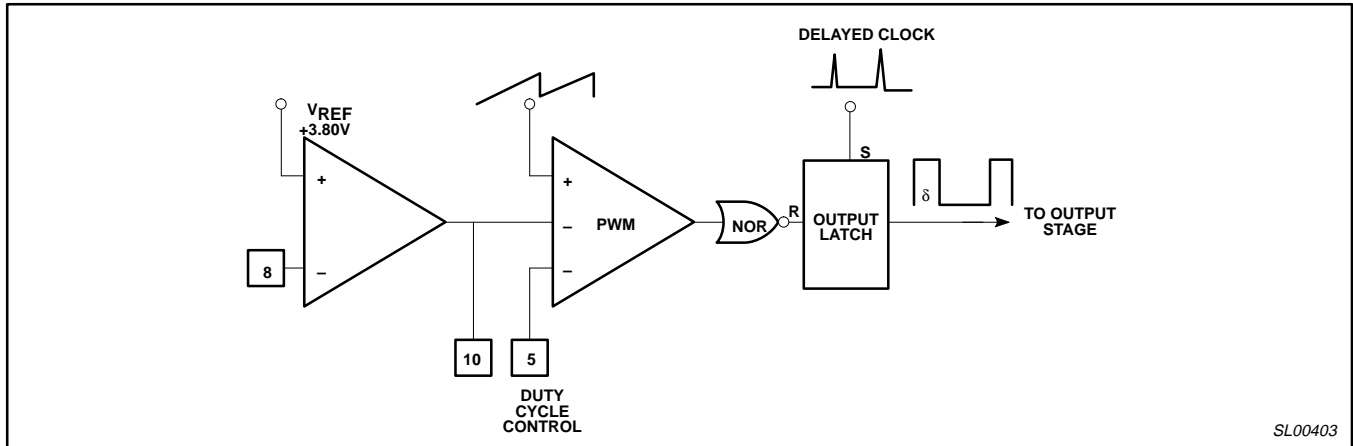 DELAYED CLOCK
VREF
+3.80V
+
–
8
10
+
–
–
PWM
5
DUTY
CYCLE
CONTROL
NOR
R
S
OUTPUT
LATCH
δ
TO OUTPUT
STAGE
SL00403